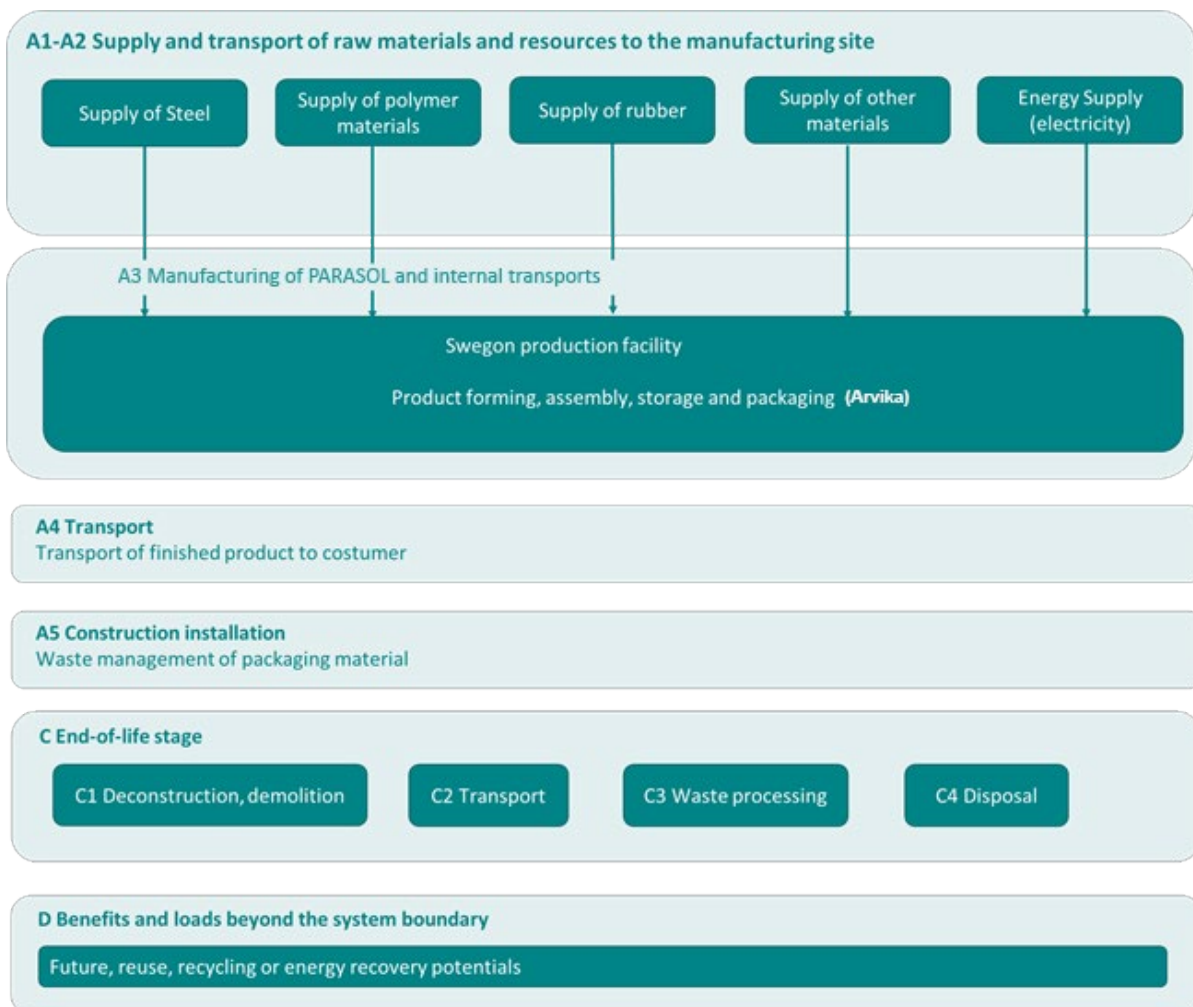 A1-A2 Supply and transport of raw materials and resources to the manufacturing site
Supply of Steel
Supply of polymer
materials
Supply of rubber
Supply of other
materials
Energy Supply
(electricity)
A3 Manufacturing of PARASOL and internal transports
Swegon production facility
Product forming, assembly, storage and packaging (Arvika)
A4 Transport
Transport of finished product to costumer
A5 Construction installation
Waste management of packaging material
C End-of-life stage
C1 Deconstruction, demolition
C2 Transport
C3 Waste processing
C4 Disposal
D Benefits and loads beyond the system boundary
Future, reuse, recycling or energy recovery potentials